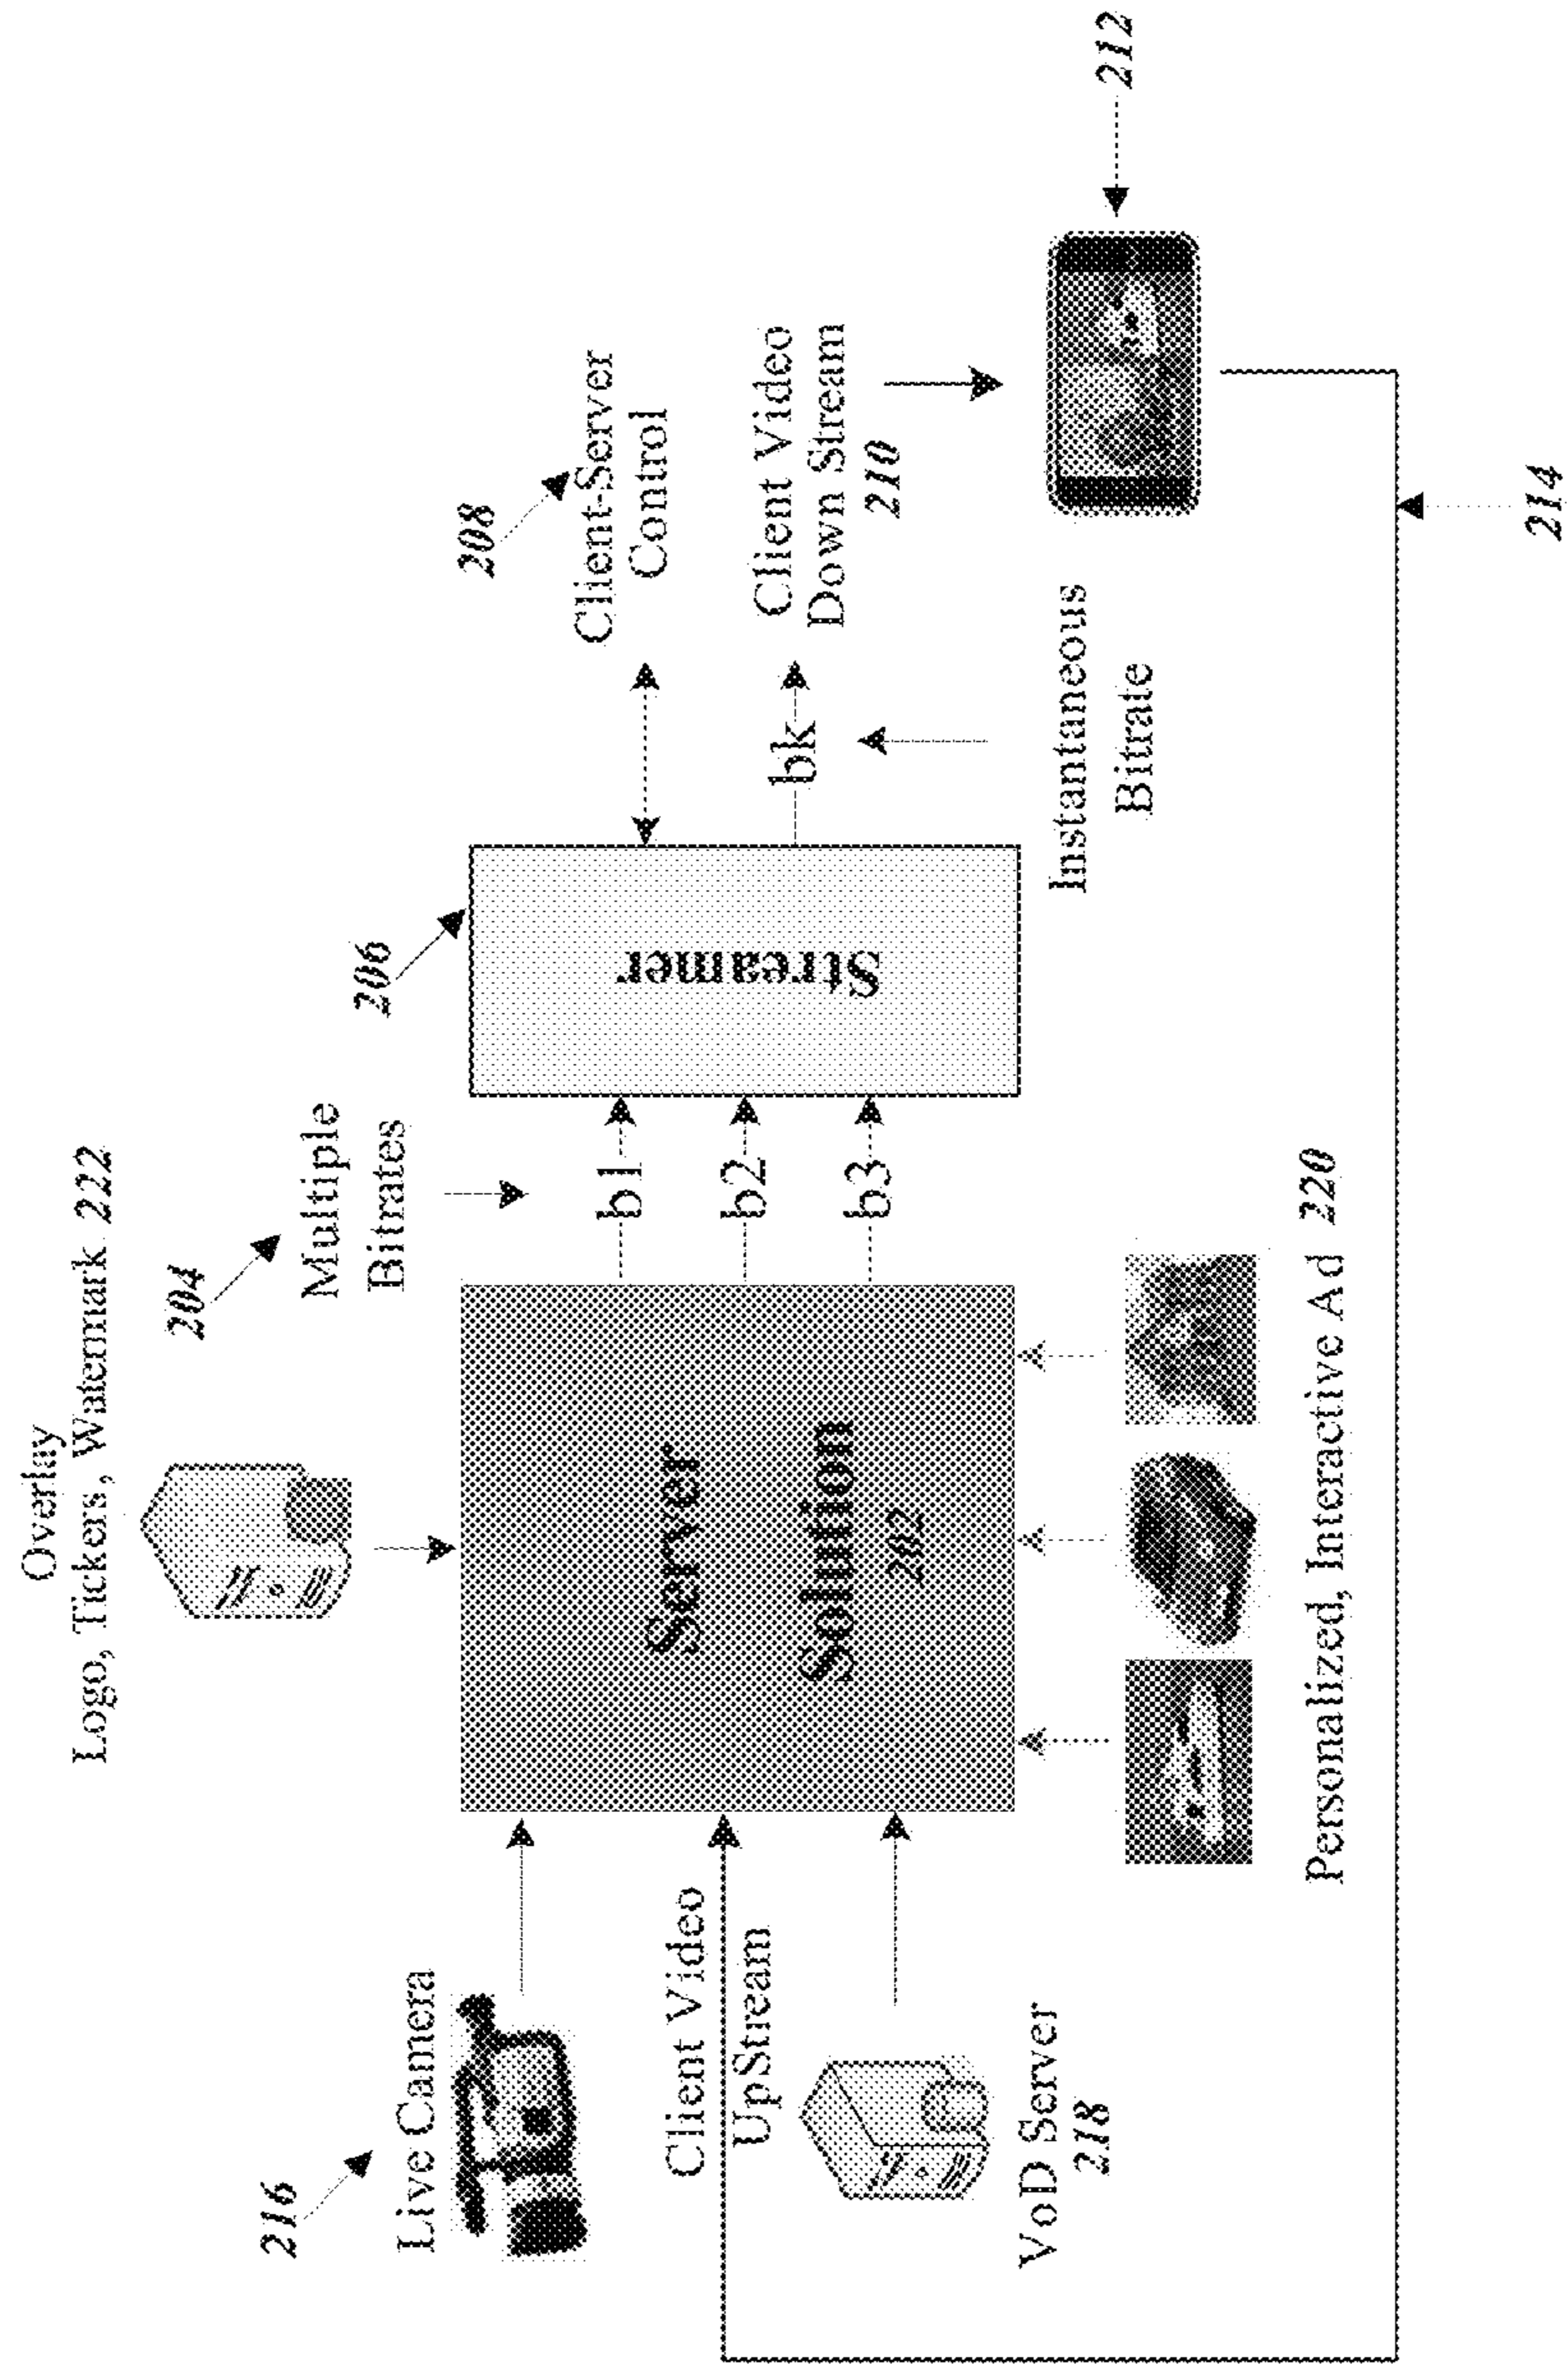 Overlay
Logo, Tickers, Watermark 222
204
Multiple
Bitrates
206
208
Client-Server
Control
216
Live Camera
Server
Solution
202
b1
b2
b3
Streamer
bk
Client Video
Down Stream
210
212
Client Video
UpStream
Instantaneous
Bitrate
VoD Server
218
Personalized, Interactive Ad 220
214